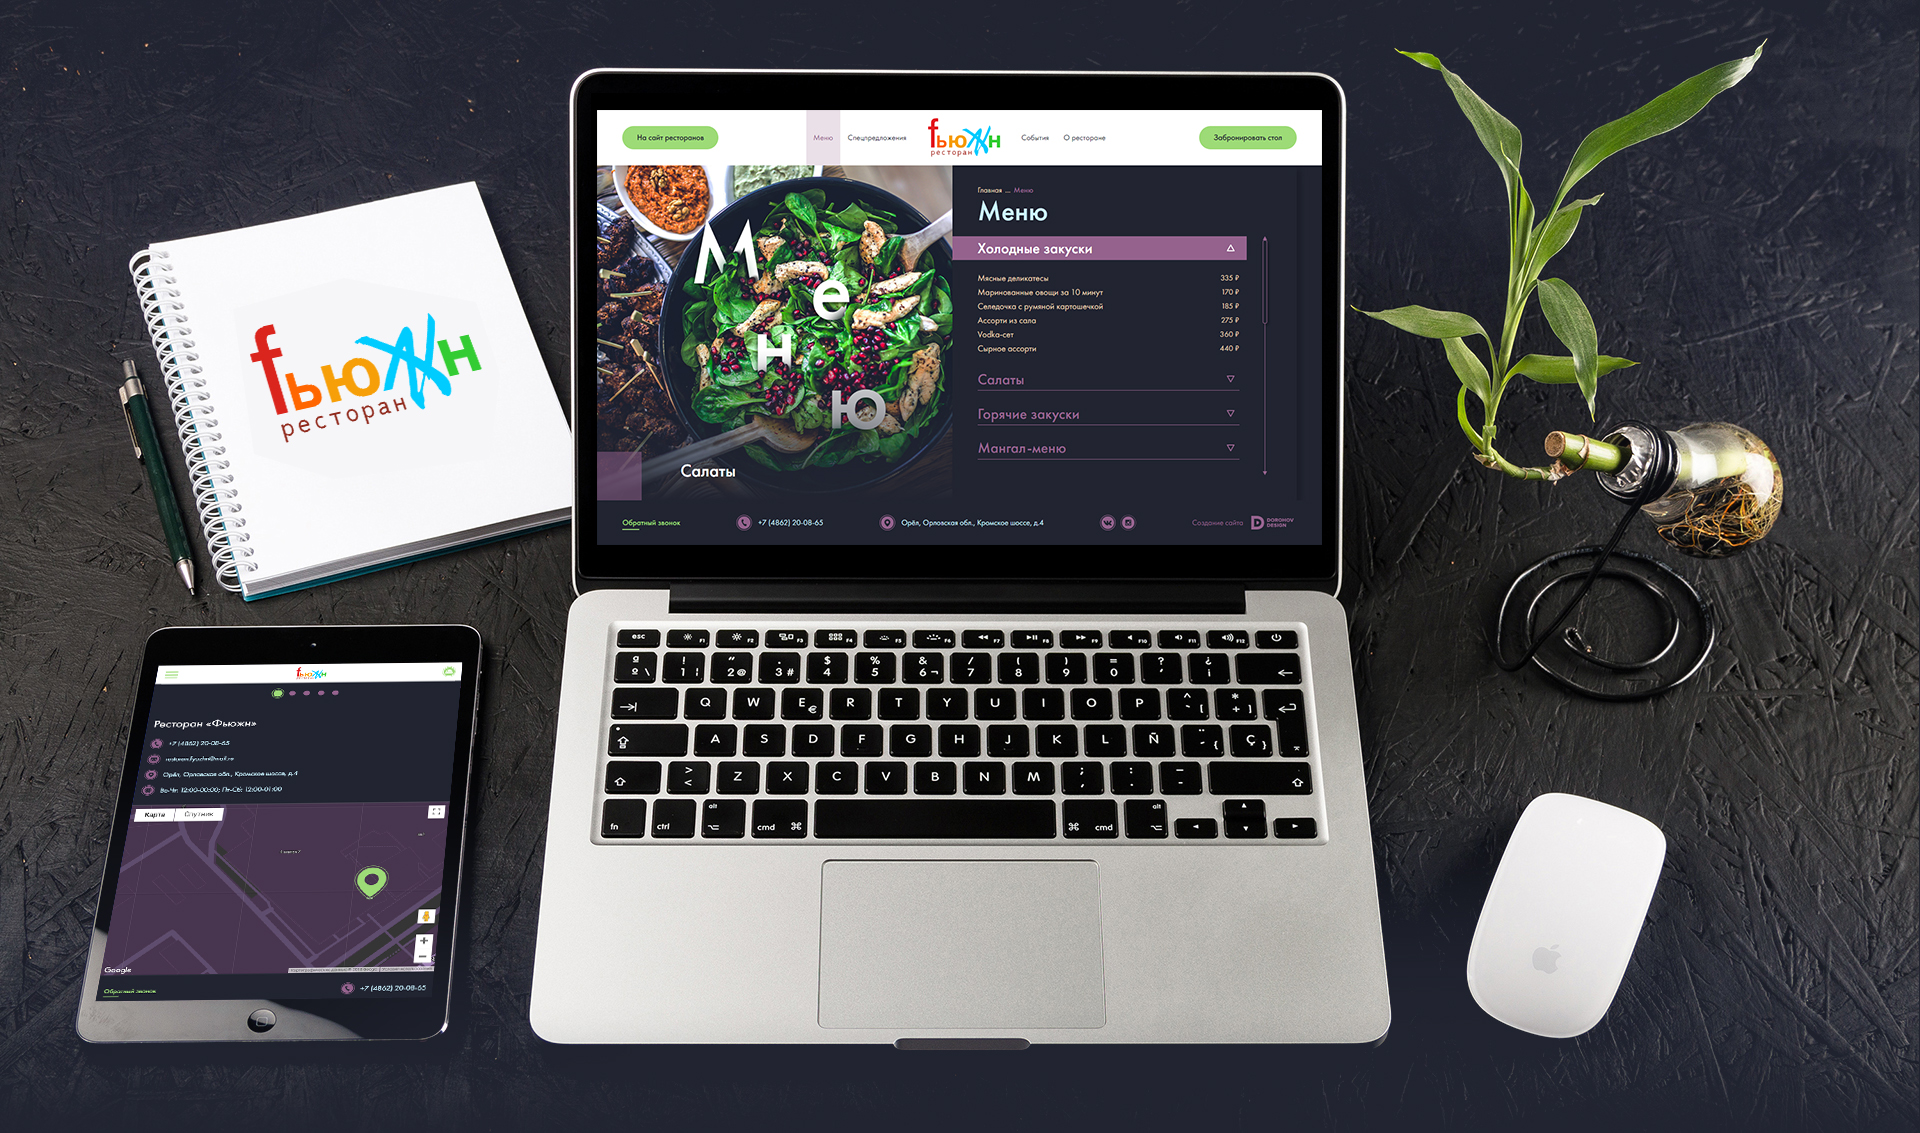 fьюжн
ресторан
На сайт ресторанов
Меню
Спецпредложения
fьюжн
ресторан
События
О ресторане
Забронировать стол
Меню
Салаты
Главная ... Меню
Меню
Холодные закуски
Мясные деликатесы 335 ₽
Маринованные овощи за 10 минут 170 ₽
Селедочка с румяной картошечкой 185 ₽
Ассорти из сала 275 ₽
Vodka-сет 360 ₽
Сырное ассорти 440 ₽
Салаты
Горячие закуски
Мангал-меню
Обратный звонок
+7 (4862) 20-08-65
Орёл, Орловская обл., Кромское шоссе, д.4
Создание сайта
DOROHOV
DESIGN
fьюжн
Ресторан «Фьюжн»
+7 (4862) 20-08-65
Орёл, Орловская обл., Кромское шоссе, д.4
Вс-Чт: 12:00-00:00; Пт-Сб: 12:00-01:00
Карта Спутник
Google
Обратный звонок
+7 (4862) 20-08-65
esc F1 F2 F3 F4 F5 F6 F7 F8 F9 F10 F11 F12
º ª \ ! 1 | " 2 @ · 3 # $ 4 % 5 & 6 ¬ / 7 ( 8 ) 9 = 0 ? ' ¿ ¡
Q W E € R T Y U I O P ^ ` [ * + ]
A S D F G H J K L Ñ ¨ ´ { Ç }
> < Z X C V B N M ; , : . _ -
fn ctrl alt cmd cmd alt